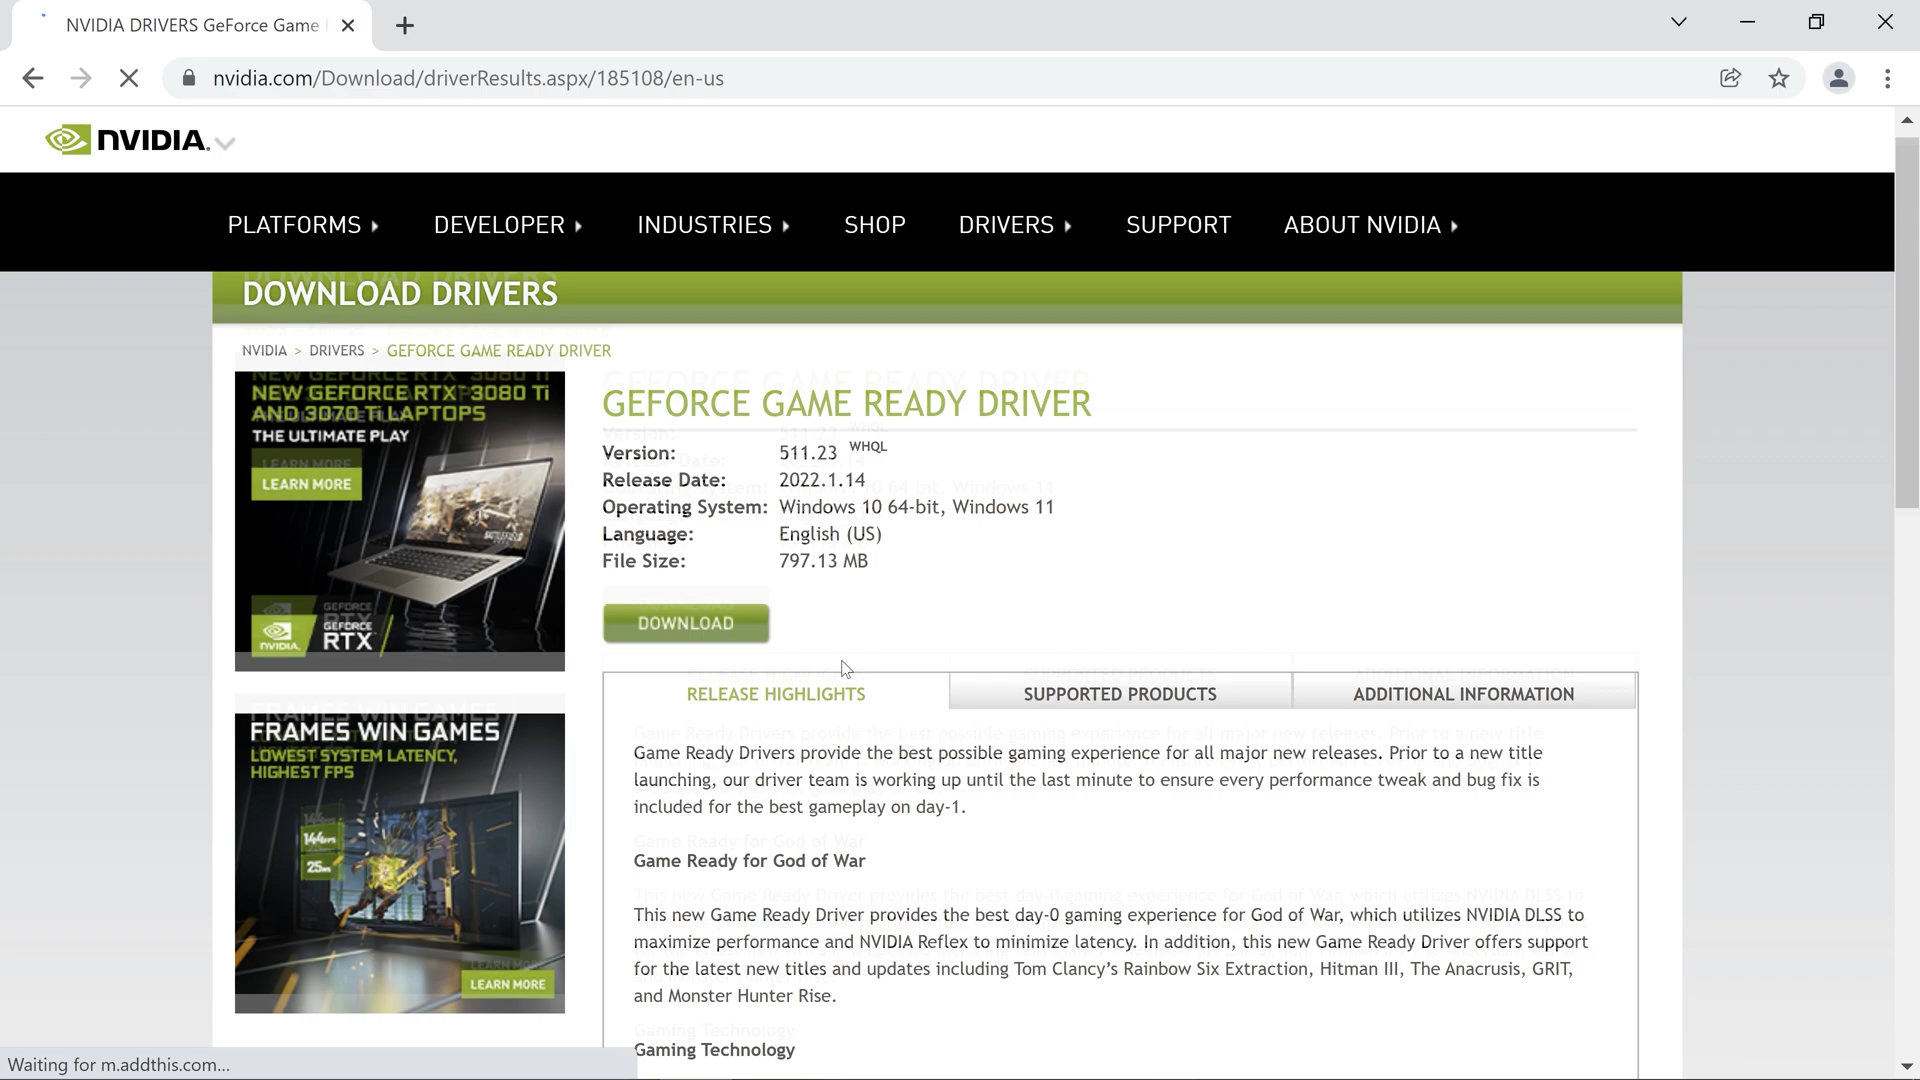 NVIDIA DRIVERS GeForce Game
nvidia.com/Download/driverResults.aspx/185108/en-us
NVIDIA.
PLATFORMS DEVELOPER INDUSTRIES SHOP DRIVERS SUPPORT ABOUT NVIDIA
DOWNLOAD DRIVERS
NVIDIA > DRIVERS > GEFORCE GAME READY DRIVER
NEW GEFORCE RTX 3080 Ti
AND 3070 Ti LAPTOPS
THE ULTIMATE PLAY
LEARN MORE
BATTLEFIELD
NVIDIA.
GEFORCE
RTX
GEFORCE GAME READY DRIVER
Version: 511.23 WHQL
Release Date: 2022.1.14
Operating System: Windows 10 64-bit, Windows 11
Language: English (US)
File Size: 797.13 MB
DOWNLOAD
RELEASE HIGHLIGHTS SUPPORTED PRODUCTS ADDITIONAL INFORMATION
FRAMES WIN GAMES
LOWEST SYSTEM LATENCY,
HIGHEST FPS
LEARN MORE
Game Ready Drivers provide the best possible gaming experience for all major new releases. Prior to a new title
launching, our driver team is working up until the last minute to ensure every performance tweak and bug fix is
included for the best gameplay on day-1.
Game Ready for God of War
This new Game Ready Driver provides the best day-0 gaming experience for God of War, which utilizes NVIDIA DLSS to
maximize performance and NVIDIA Reflex to minimize latency. In addition, this new Game Ready Driver offers support
for the latest new titles and updates including Tom Clancy's Rainbow Six Extraction, Hitman III, The Anacrusis, GRIT,
and Monster Hunter Rise.
Gaming Technology
Waiting for m.addthis.com...